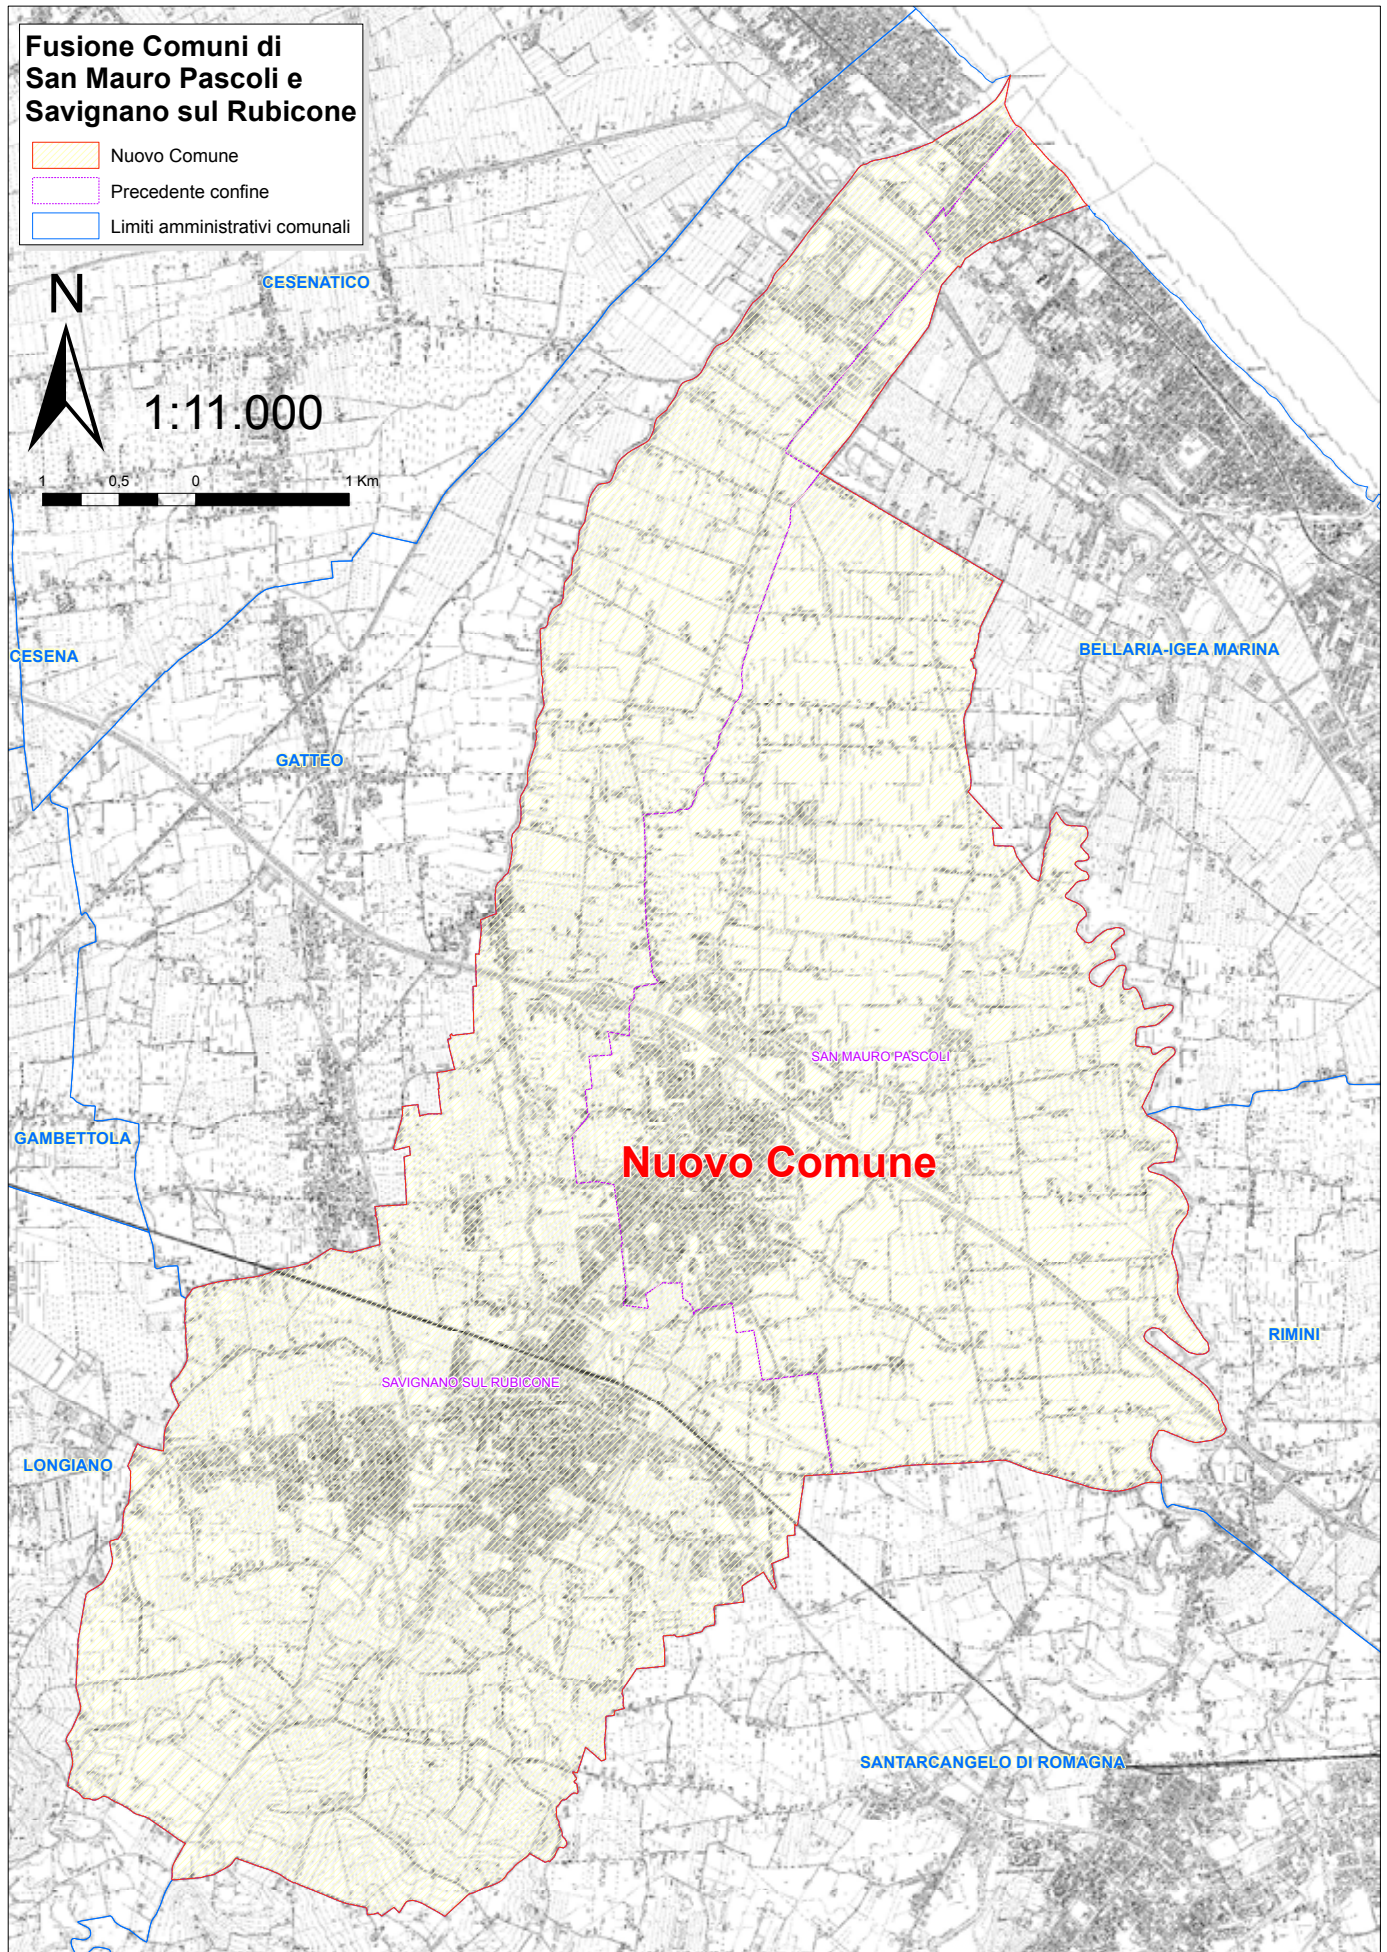 Fusione Comuni di
San Mauro Pascoli e
Savignano sul Rubicone
Nuovo Comune
Precedente confine
Limiti amministrativi comunali
N
1:11.000
1 0,5 0 1 Km
CESENATICO
CESENA
BELLARIA-IGEA MARINA
GATTEO
SAN MAURO PASCOLI
GAMBETTOLA
Nuovo Comune
RIMINI
SAVIGNANO SUL RUBICONE
LONGIANO
SANTARCANGELO DI ROMAGNA